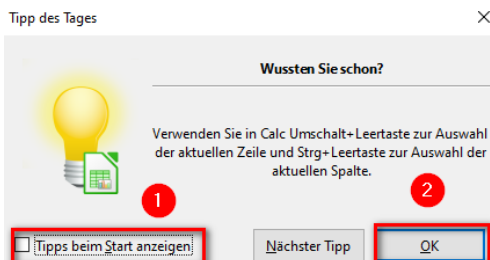 Tipp des Tages
Wussten Sie schon?
Verwenden Sie in Calc Umschalt+Leertaste zur Auswahl
der aktuellen Zeile und Strg+Leertaste zur Auswahl der
aktuellen Spalte.
1
2
Tipps beim Start anzeigen
Nächster Tipp
OK